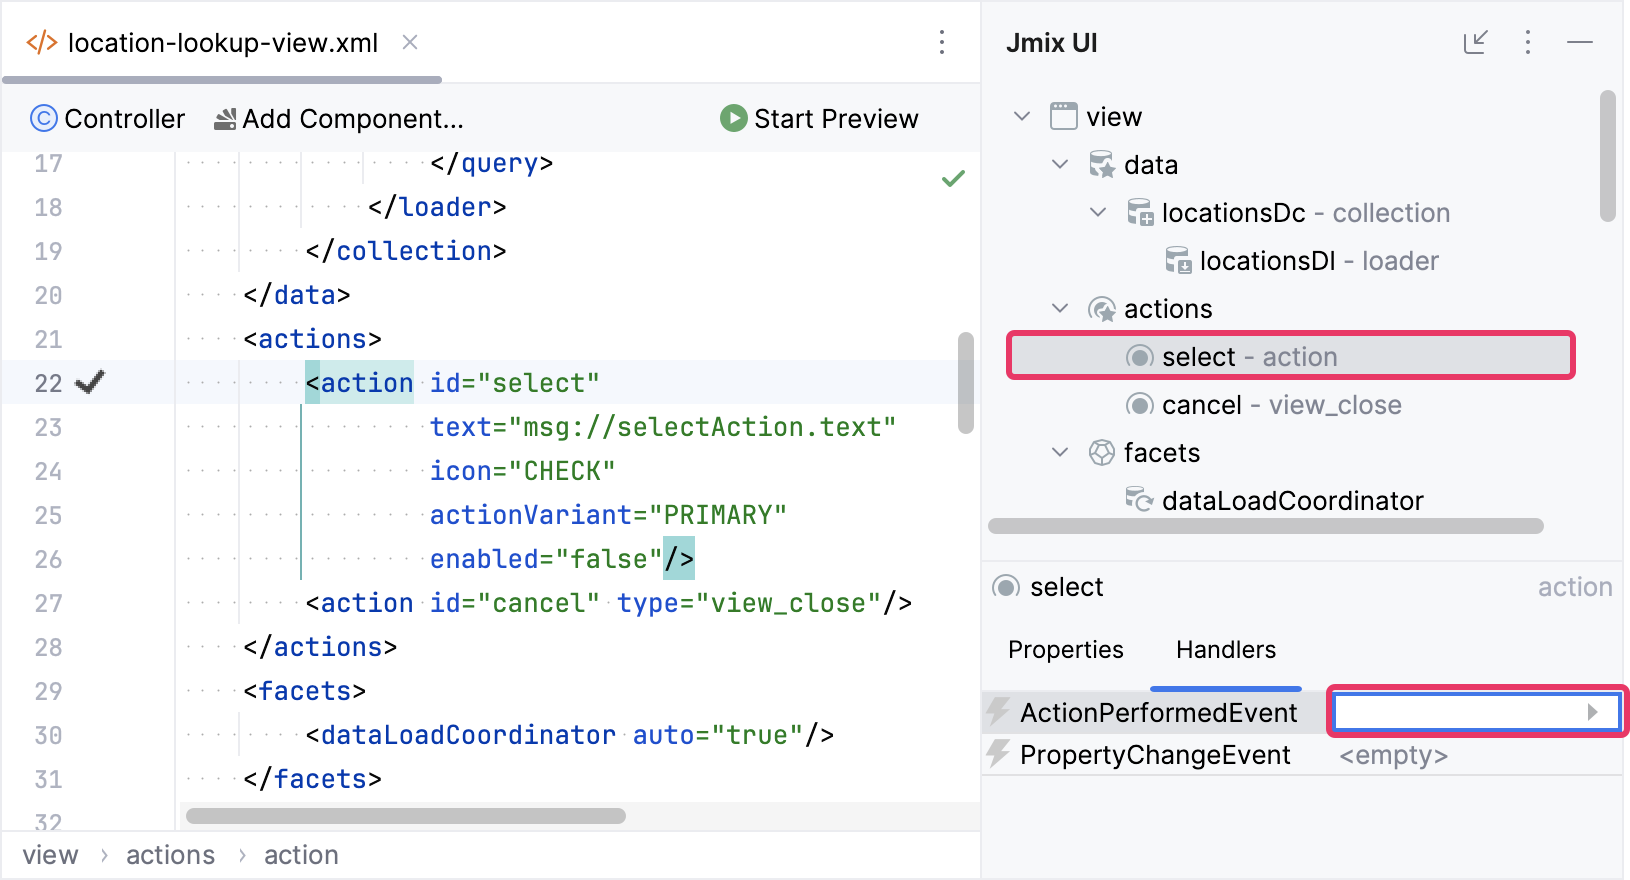 location-lookup-view.xml
Controller
Add Component...
Start Preview
17 </query>
18 </loader>
19 </collection>
20 </data>
21 <actions>
22 <action id="select"
23 text="msg://selectAction.text"
24 icon="CHECK"
25 actionVariant="PRIMARY"
26 enabled="false"/>
27 <action id="cancel" type="view_close"/>
28 </actions>
29 <facets>
30 <dataLoadCoordinator auto="true"/>
31 </facets>
32
view › actions › action
Jmix UI
view
data
locationsDc - collection
locationsDl - loader
actions
select - action
cancel - view_close
facets
dataLoadCoordinator
select action
Properties Handlers
ActionPerformedEvent
PropertyChangeEvent <empty>